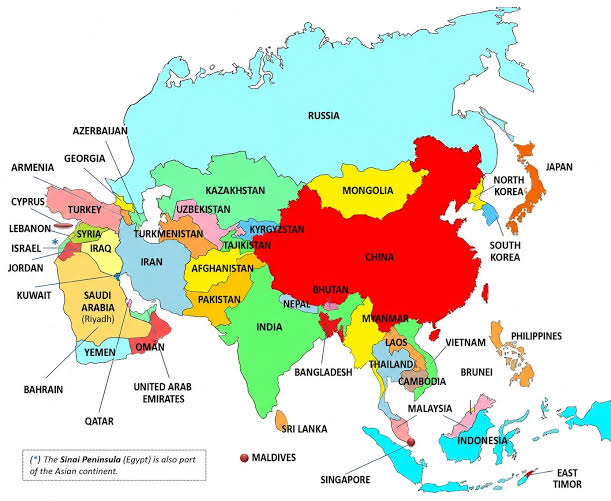 RUSSIA
AZERBAIJAN
GEORGIA
ARMENIA
CYPRUS
LEBANON
ISRAEL
*
JORDAN
KUWAIT
TURKEY
SYRIA
IRAQ
SAUDI
ARABIA
(Riyadh)
YEMEN
OMAN
BAHRAIN
QATAR
UNITED ARAB
EMIRATES
IRAN
KAZAKHSTAN
UZBEKISTAN
TURKMENISTAN
KYRGYZSTAN
TAJIKISTAN
AFGHANISTAN
PAKISTAN
INDIA
MONGOLIA
CHINA
NORTH
KOREA
JAPAN
SOUTH
KOREA
NEPAL
BHUTAN
BANGLADESH
MYANMAR
LAOS
THAILAND
CAMBODIA
VIETNAM
PHILIPPINES
BRUNEI
MALAYSIA
INDONESIA
SRI LANKA
MALDIVES
SINGAPORE
EAST
TIMOR
(*) The Sinai Peninsula (Egypt) is also part
of the Asian continent.